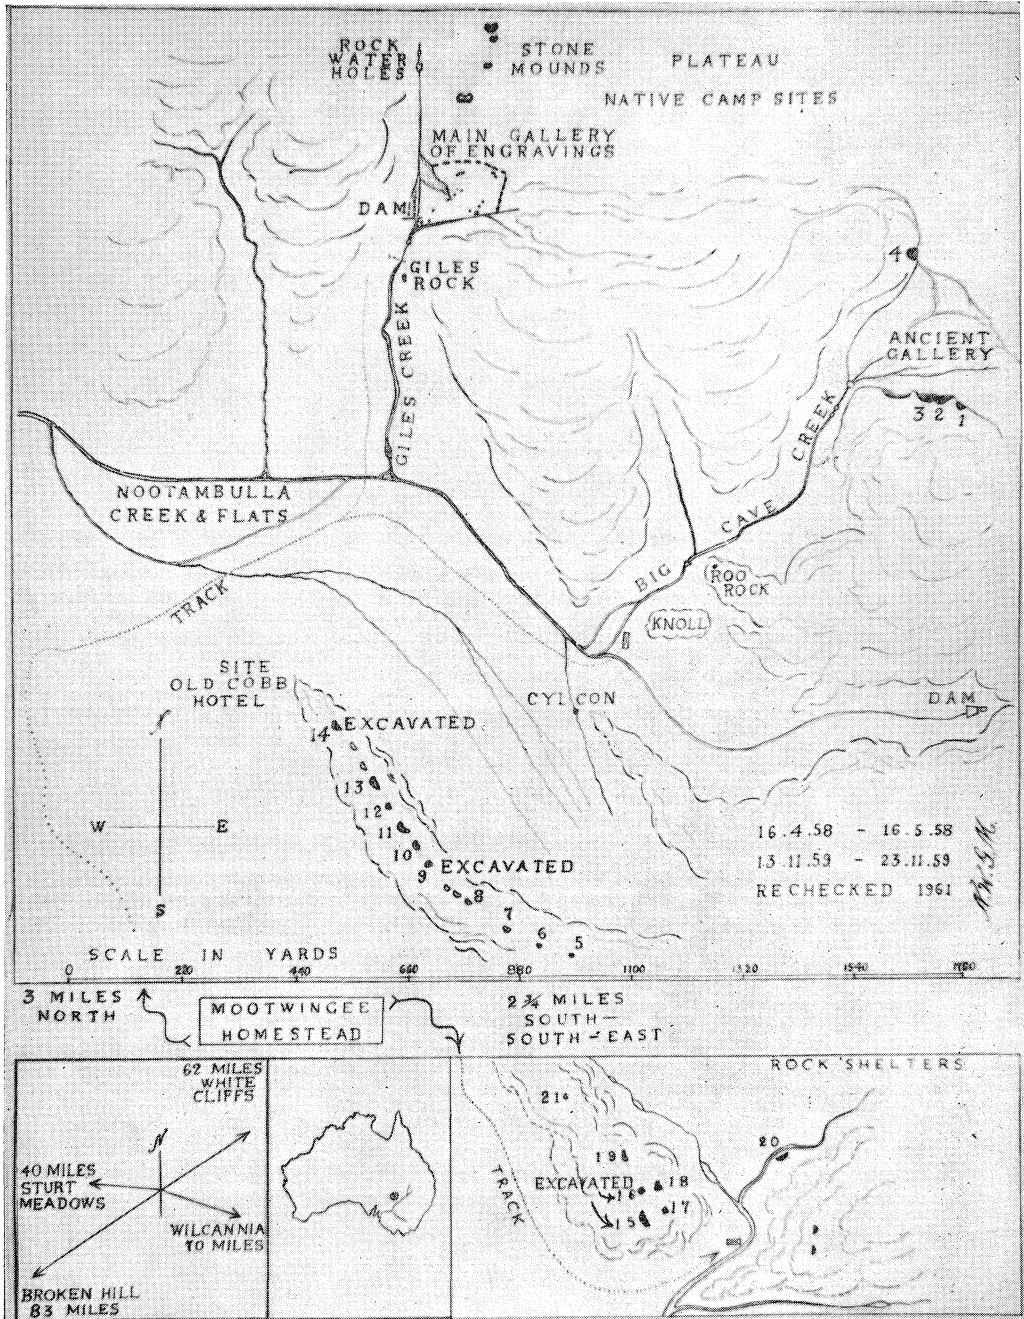 ROCK
WATER
HOLES
STONE
MOUNDS
PLATEAU
NATIVE CAMP SITES
MAIN GALLERY
OF ENGRAVINGS
DAM
GILES
ROCK
GILES CREEK
4
ANCIENT
GALLERY
3 2 1
BIG CAVE CREEK
NOOTAMBULLA
CREEK & FLATS
TRACK
ROO
ROCK
KNOLL
SITE
OLD COBB
HOTEL
CYLCON
DAM
14 EXCAVATED
13
12
11
10
9 EXCAVATED
8
7
6
5
N
W E
S
16.4.58 - 16.5.58
13.11.59 - 23.11.59
RECHECKED 1961
SCALE IN YARDS
0 220 440 660 880 1100 1320 1540 1760
3 MILES
NORTH
MOOTWINGEE
HOMESTEAD
2 3/4 MILES
SOUTH-
SOUTH-EAST
62 MILES
WHITE
CLIFFS
N
40 MILES
STURT
MEADOWS
WILCANNIA
70 MILES
BROKEN HILL
83 MILES
ROCK SHELTERS
21
20
19
EXCAVATED
16 18
15 17
TRACK